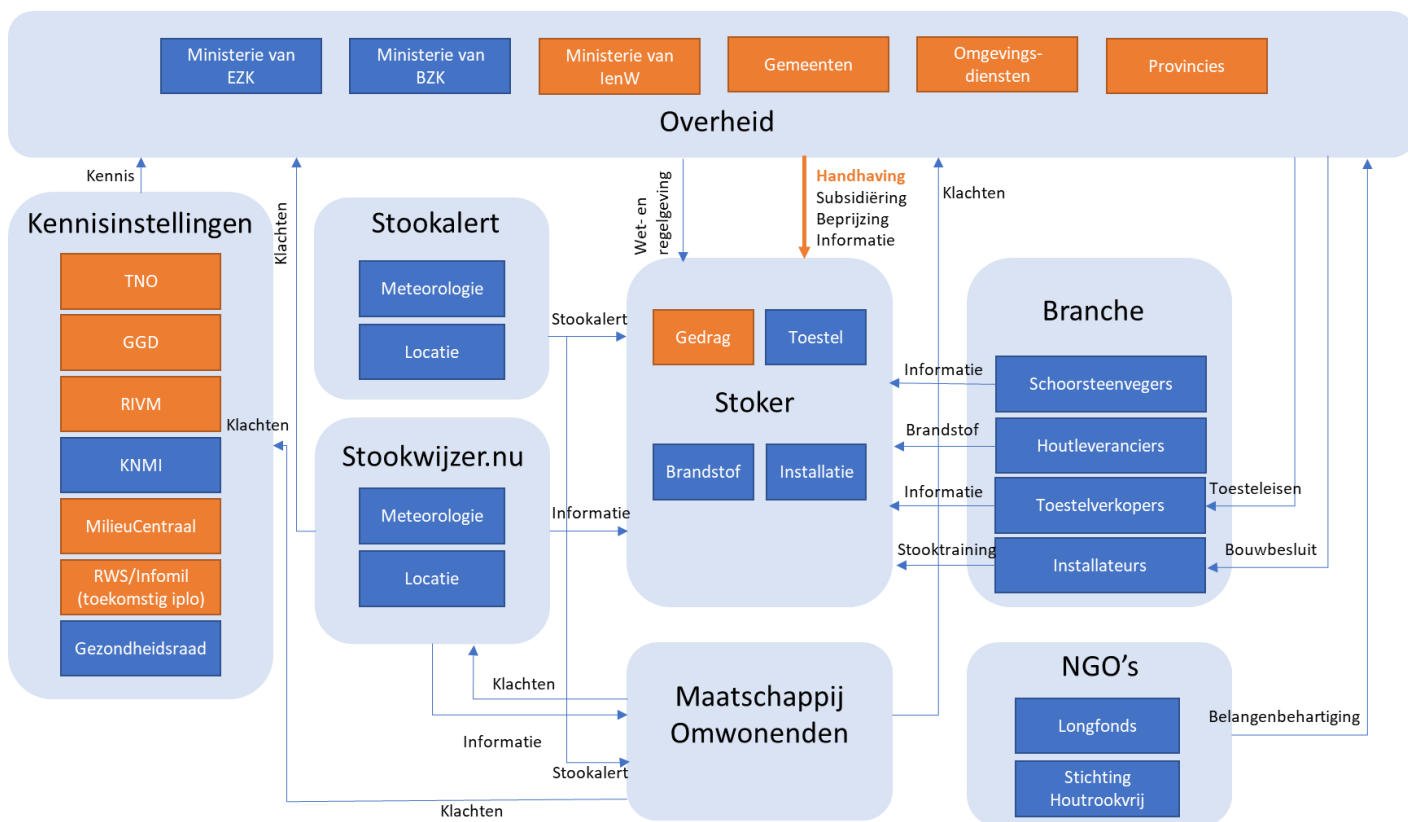 Ministerie van
EZK
Ministerie van
BZK
Ministerie van
IenW
Gemeenten
Omgevings-
diensten
Provincies
Overheid
Kennis
Klachten
Wet- en
regelgeving
Handhaving
Subsidiëring
Beprijzing
Informatie
Klachten
Kennisinstellingen
TNO
GGD
RIVM
KNMI
MilieuCentraal
RWS/Infomil
(toekomstig iplo)
Gezondheidsraad
Stookalert
Meteorologie
Locatie
Stookalert
Klachten
Stookwijzer.nu
Meteorologie
Locatie
Informatie
Gedrag
Toestel
Stoker
Brandstof
Installatie
Branche
Informatie
Schoorsteenvegers
Brandstof
Houtleveranciers
Informatie
Toestelverkopers
Toesteleisen
Stooktraining
Installateurs
Bouwbesluit
Klachten
Informatie
Stookalert
Klachten
Maatschappij
Omwonenden
NGO's
Longfonds
Stichting
Houtrookvrij
Belangenbehartiging